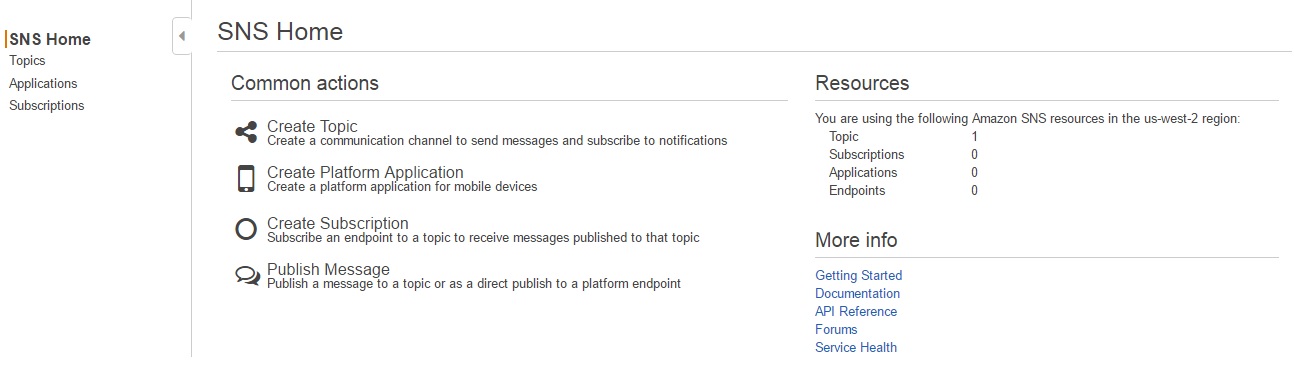 SNS Home
Topics
Applications
Subscriptions
SNS Home
Common actions
Create Topic
Create a communication channel to send messages and subscribe to notifications
Create Platform Application
Create a platform application for mobile devices
Create Subscription
Subscribe an endpoint to a topic to receive messages published to that topic
Publish Message
Publish a message to a topic or as a direct publish to a platform endpoint
Resources
You are using the following Amazon SNS resources in the us-west-2 region:
Topic 1
Subscriptions 0
Applications 0
Endpoints 0
More info
Getting Started
Documentation
API Reference
Forums
Service Health